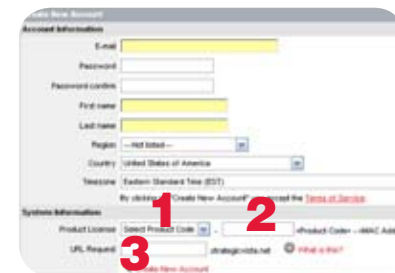 Create New Account
Account Information
E-mail
Password
Password confirm
First name
Last name
Region --Not listed--
Country United States of America
Timezone Eastern Standard Time (EST)
By clicking "Create New Account" accept the Terms of Service.
System Information
1
2
Product License Select Product Code - <Product Code> - <MAC Addr
3
URL Request strategicvista.net What is this?
Create New Account